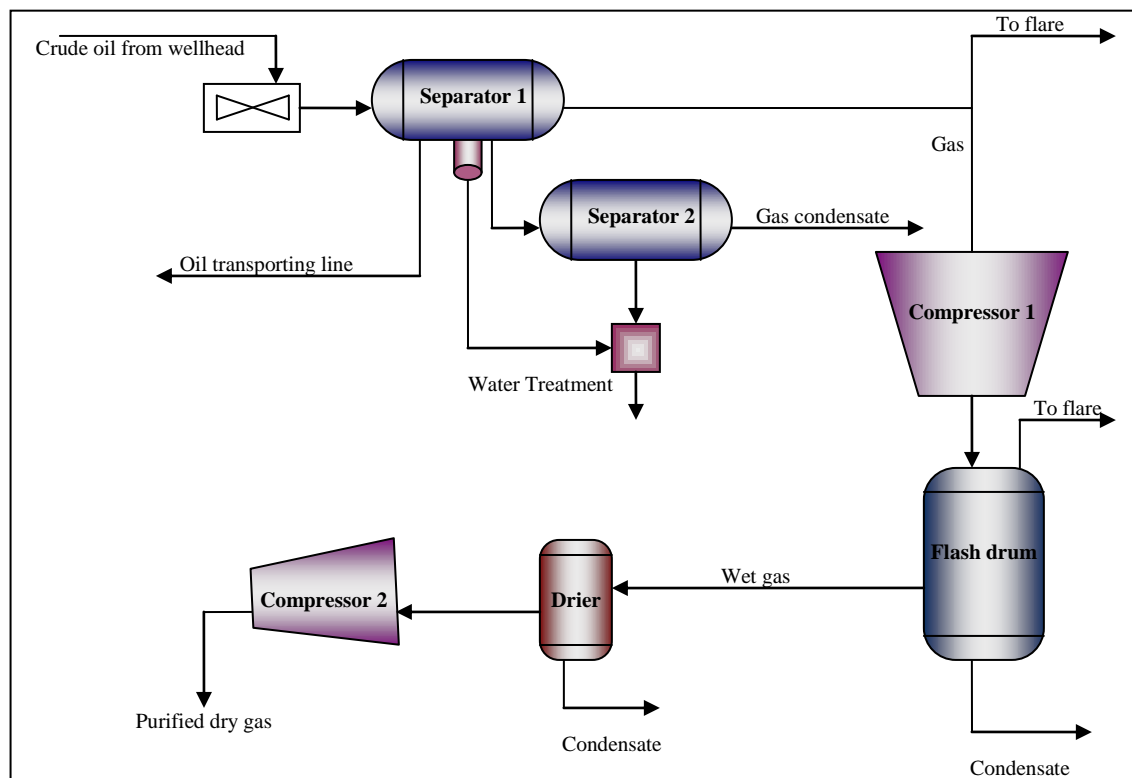 To flare
Crude oil from wellhead
Separator 1
Gas
Separator 2
Gas condensate
Oil transporting line
Compressor 1
Water Treatment
To flare
Flash drum
Wet gas
Drier
Compressor 2
Purified dry gas
Condensate
Condensate